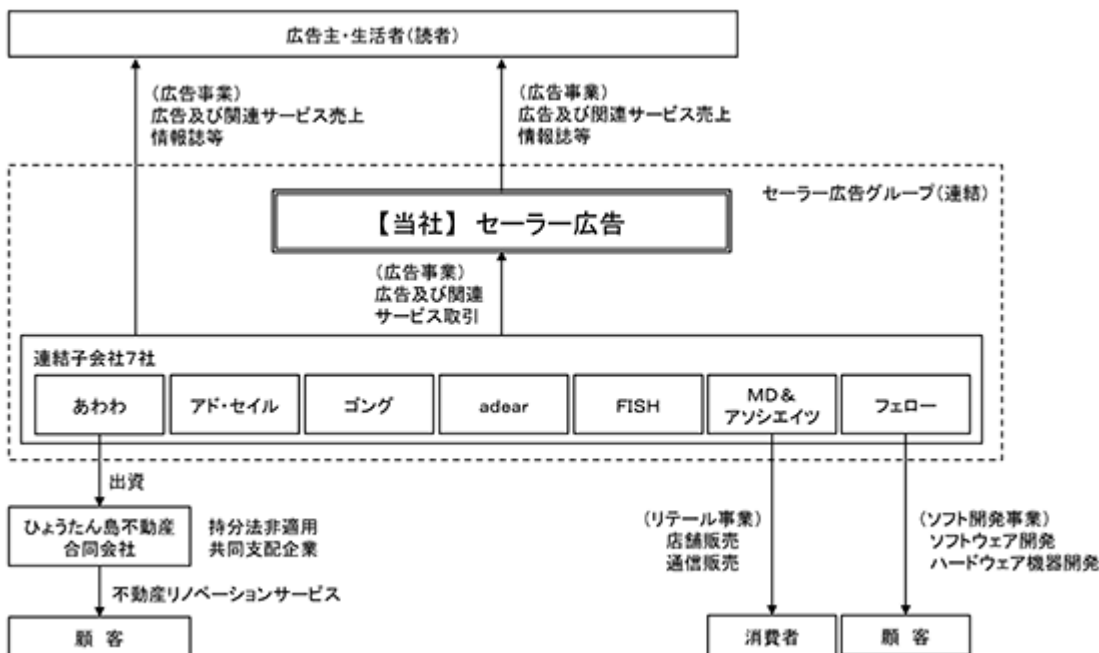 広告主・生活者(読者)
(広告事業)
広告及び関連サービス売上
情報誌等
(広告事業)
広告及び関連サービス売上
情報誌等
セーラー広告グループ(連結)
【当社】 セーラー広告
(広告事業)
広告及び関連
サービス取引
連結子会社7社
あわわ
アド・セイル
ゴング
adear
FISH
MD&
アソシエイツ
フェロー
出資
ひょうたん島不動産
合同会社
持分法非適用
共同支配企業
(リテール事業)
店舗販売
通信販売
(ソフト開発事業)
ソフトウェア開発
ハードウェア機器開発
不動産リノベーションサービス
顧 客
消費者
顧 客